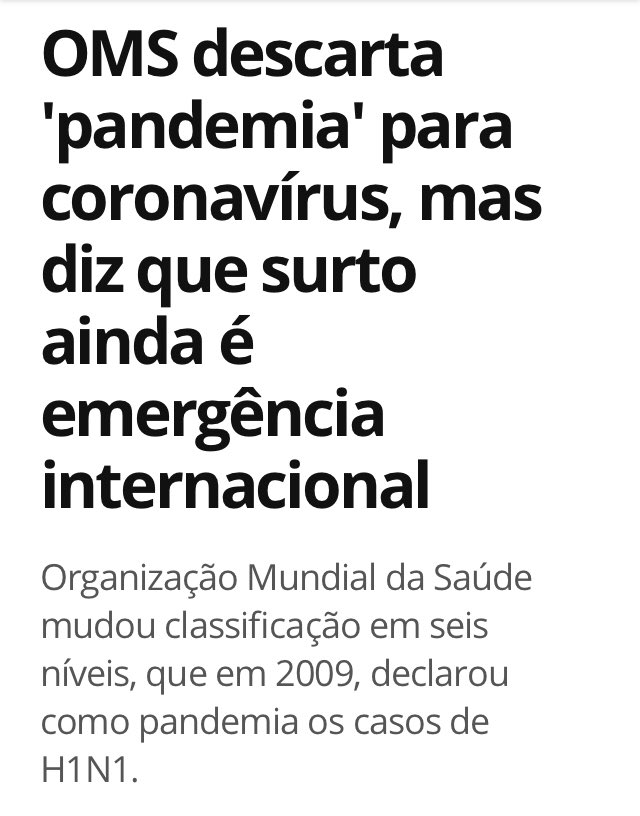 OMS descarta
'pandemia' para
coronavírus, mas
diz que surto
ainda é
emergência
internacional
Organização Mundial da Saúde
mudou classificação em seis
níveis, que em 2009, declarou
como pandemia os casos de
H1N1.